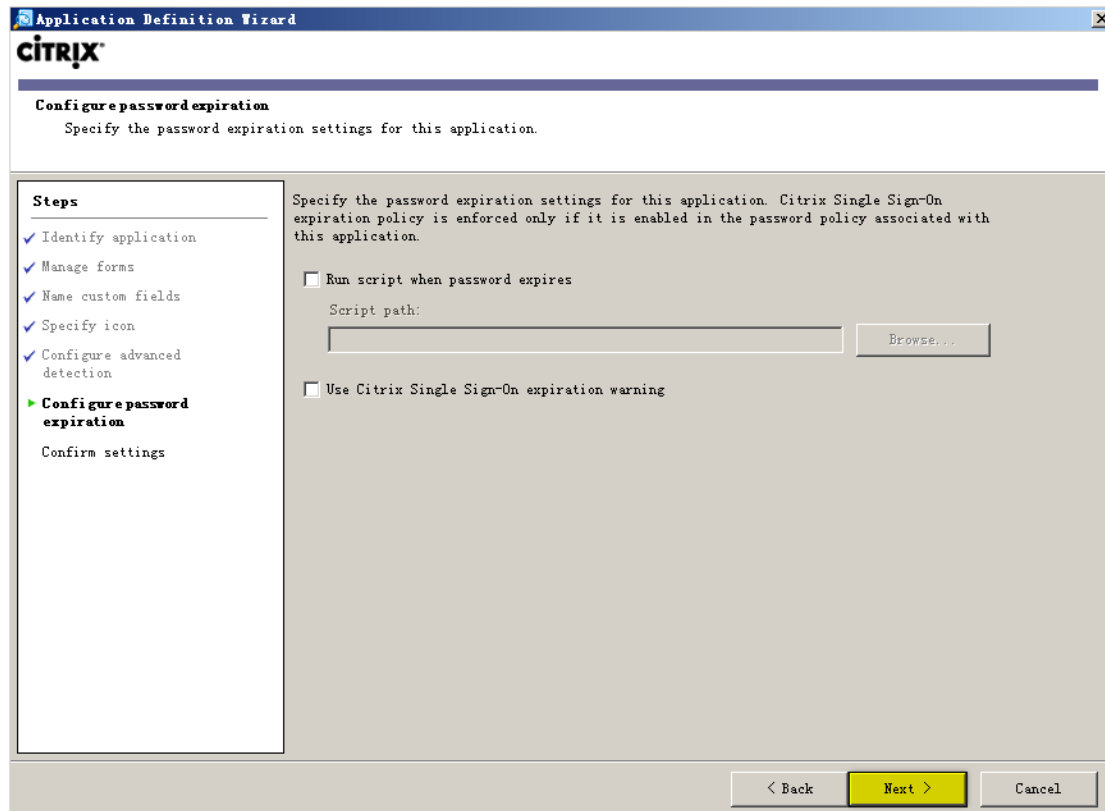 Application Definition Wizard
CITRIX
Configure password expiration
Specify the password expiration settings for this application.
Steps
Identify application
Manage forms
Name custom fields
Specify icon
Configure advanced
detection
Configure password
expiration
Confirm settings
Specify the password expiration settings for this application. Citrix Single Sign-On
expiration policy is enforced only if it is enabled in the password policy associated with
this application.
Run script when password expires
Script path:
Browse...
Use Citrix Single Sign-On expiration warning
< Back
Next >
Cancel